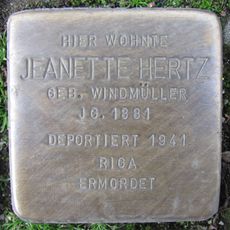 HIER WOHNTE
JEANETTE HERTZ
GEB. WINDMÜLLER
JG. 1881
DEPORTIERT 1941
RIGA
ERMORDET